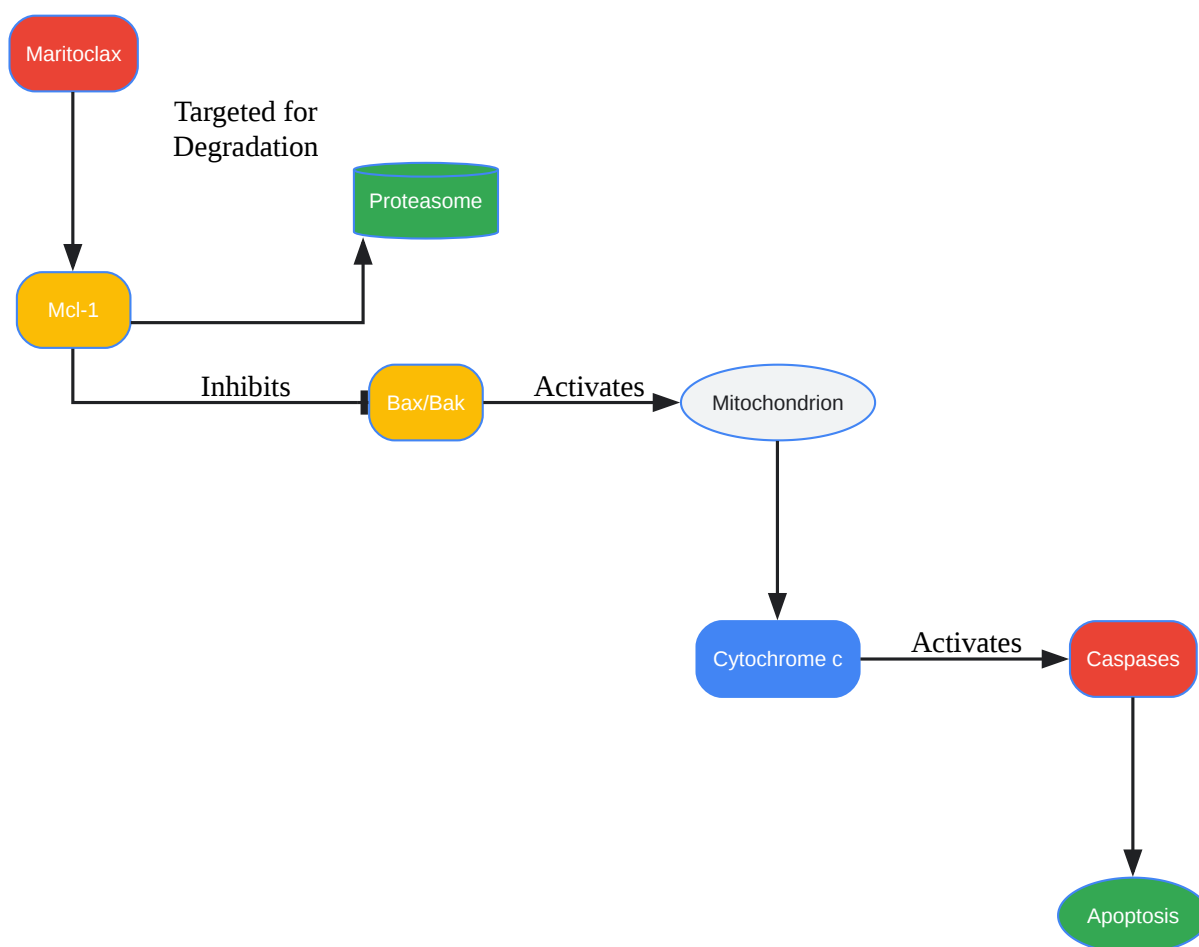 Maritoclax
Targeted for
Degradation
Proteasome
Mcl-1
Inhibits
Bax/Bak
Activates
Mitochondrion
Cytochrome c
Activates
Caspases
Apoptosis